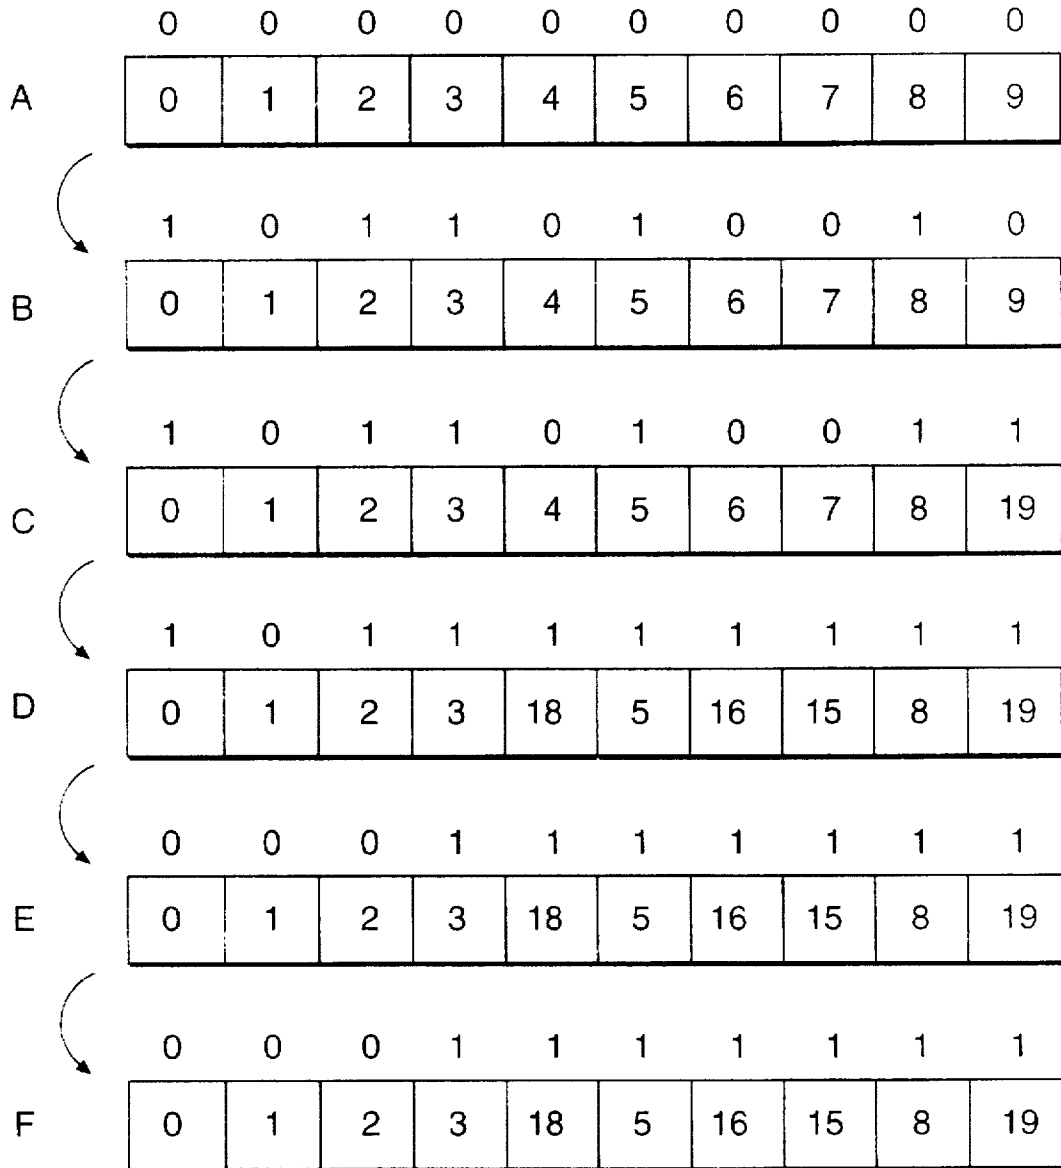 0 0 0 0 0 0 0 0 0 0
A 0 1 2 3 4 5 6 7 8 9
1 0 1 1 0 1 0 0 1 0
B 0 1 2 3 4 5 6 7 8 9
1 0 1 1 0 1 0 0 1 1
C 0 1 2 3 4 5 6 7 8 19
1 0 1 1 1 1 1 1 1 1
D 0 1 2 3 18 5 16 15 8 19
0 0 0 1 1 1 1 1 1 1
E 0 1 2 3 18 5 16 15 8 19
0 0 0 1 1 1 1 1 1 1
F 0 1 2 3 18 5 16 15 8 19